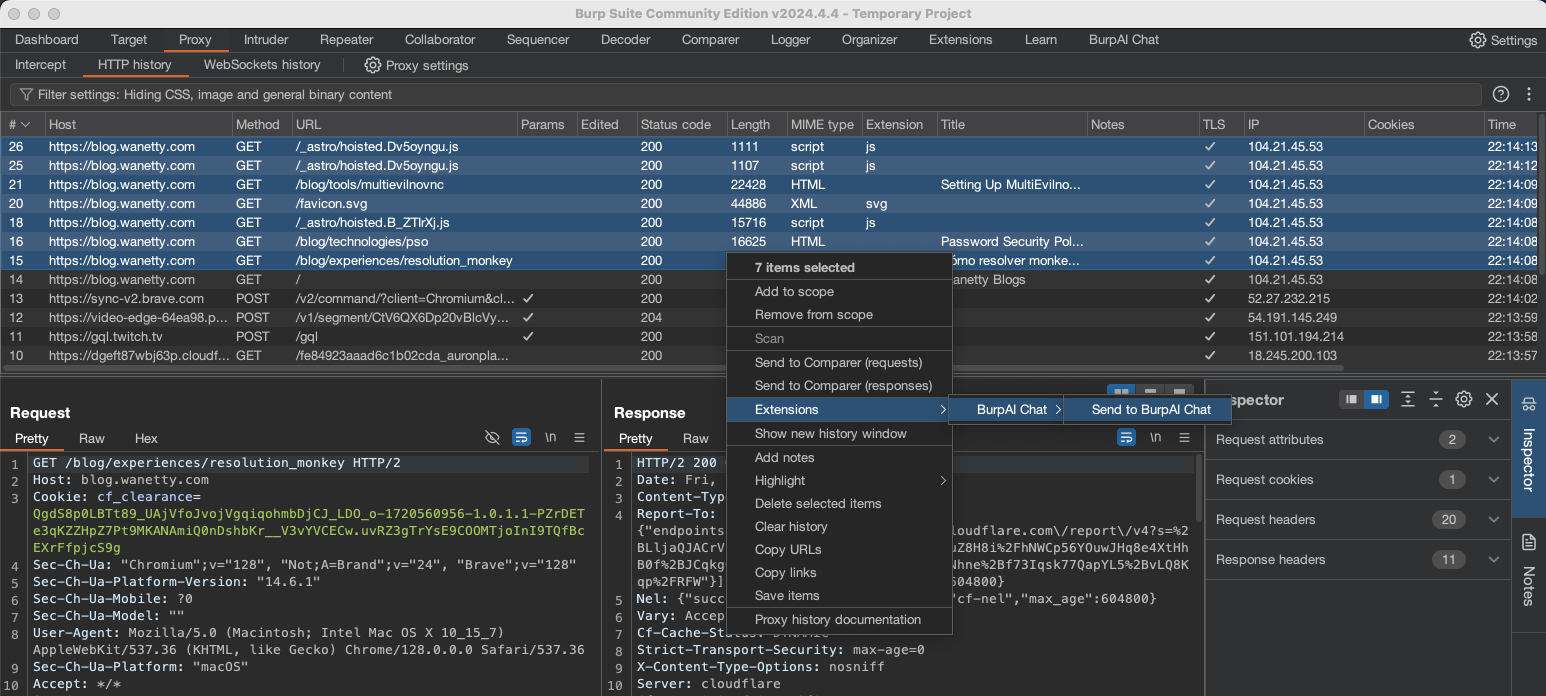 Burp Suite Community Edition v2024.4.4 - Temporary Project
Dashboard Target Proxy Intruder Repeater Collaborator Sequencer Decoder Comparer Logger Organizer Extensions Learn BurpAI Chat Settings
Intercept HTTP history WebSockets history Proxy settings
Filter settings: Hiding CSS, image and general binary content
# Host Method URL Params Edited Status code Length MIME type Extension Title Notes TLS IP Cookies Time
26 https://blog.wanetty.com GET /_astro/hoisted.Dv5oyngu.js 200 1111 script js ✓ 104.21.45.53 22:14:13
25 https://blog.wanetty.com GET /_astro/hoisted.Dv5oyngu.js 200 1107 script js ✓ 104.21.45.53 22:14:12
21 https://blog.wanetty.com GET /blog/tools/multievilnovnc 200 22428 HTML Setting Up MultiEvilno... ✓ 104.21.45.53 22:14:09
20 https://blog.wanetty.com GET /favicon.svg 200 44886 XML svg ✓ 104.21.45.53 22:14:09
18 https://blog.wanetty.com GET /_astro/hoisted.B_ZTIrXj.js 200 15716 script js ✓ 104.21.45.53 22:14:08
16 https://blog.wanetty.com GET /blog/technologies/pso 200 16625 HTML Password Security Pol... ✓ 104.21.45.53 22:14:08
15 https://blog.wanetty.com GET /blog/experiences/resolution_monkey 200 ómo resolver monke... ✓ 104.21.45.53 22:14:08
14 https://blog.wanetty.com GET / 200 anetty Blogs ✓ 104.21.45.53 22:14:08
13 https://sync-v2.brave.com POST /v2/command/?client=Chromium&cl... ✓ 200 ✓ 52.27.232.215 22:14:02
12 https://video-edge-64ea98.p... POST /v1/segment/CtV6QX6Dp20vBlcVy... ✓ 204 ✓ 54.191.145.249 22:13:59
11 https://gql.twitch.tv POST /gql ✓ 200 ✓ 151.101.194.214 22:13:58
10 https://dgeft87wbj63p.cloudf... GET /fe84923aaad6c1b02cda_auronpla... 200 ✓ 18.245.200.103 22:13:57
7 items selected
Add to scope
Remove from scope
Scan
Send to Comparer (requests)
Send to Comparer (responses)
Extensions BurpAI Chat Send to BurpAI Chat
Show new history window
Add notes
Highlight
Delete selected items
Clear history
Copy URLs
Copy links
Save items
Proxy history documentation
Request
Pretty Raw Hex \n
1 GET /blog/experiences/resolution_monkey HTTP/2
2 Host: blog.wanetty.com
3 Cookie: cf_clearance=
QgdS8p0LBTt89_UAjVfoJvojVgqiqohmbDjCJ_LDO_o-1720560956-1.0.1.1-PZrDET
e3qKZZHpZ7Pt9MKANAmiQ0nDshbKr__V3vYVCECw.uvRZ3gTrYsE9COOMTjoInI9TQfBc
EXrFfpjcS9g
4 Sec-Ch-Ua: "Chromium";v="128", "Not;A=Brand";v="24", "Brave";v="128"
5 Sec-Ch-Ua-Platform-Version: "14.6.1"
6 Sec-Ch-Ua-Mobile: ?0
7 Sec-Ch-Ua-Model: ""
8 User-Agent: Mozilla/5.0 (Macintosh; Intel Mac OS X 10_15_7)
AppleWebKit/537.36 (KHTML, like Gecko) Chrome/128.0.0.0 Safari/537.36
9 Sec-Ch-Ua-Platform: "macOS"
10 Accept: */*
Response
Pretty Raw \n
1 HTTP/2 200
2 Date: Fri,
3 Content-Typ
4 Report-To:
{"endpoints loudflare.com\/report\/v4?s=%2
BLljaQJACrV uZ8H8i%2FhNWCp56YOuwJHq8e4XtHh
B0f%2BJCqkg Nhne%2Bf73Iqsk77QapYL5%2BvLQ8K
qp%2FRFW"}] 604800}
5 Nel: {"succ "cf-nel","max_age":604800}
6 Vary: Accep
7 Cf-Cache-Status: DYNAMIC
8 Strict-Transport-Security: max-age=0
9 X-Content-Type-Options: nosniff
10 Server: cloudflare
spector
Request attributes 2
Request cookies 1
Request headers 20
Response headers 11
Inspector
Notes